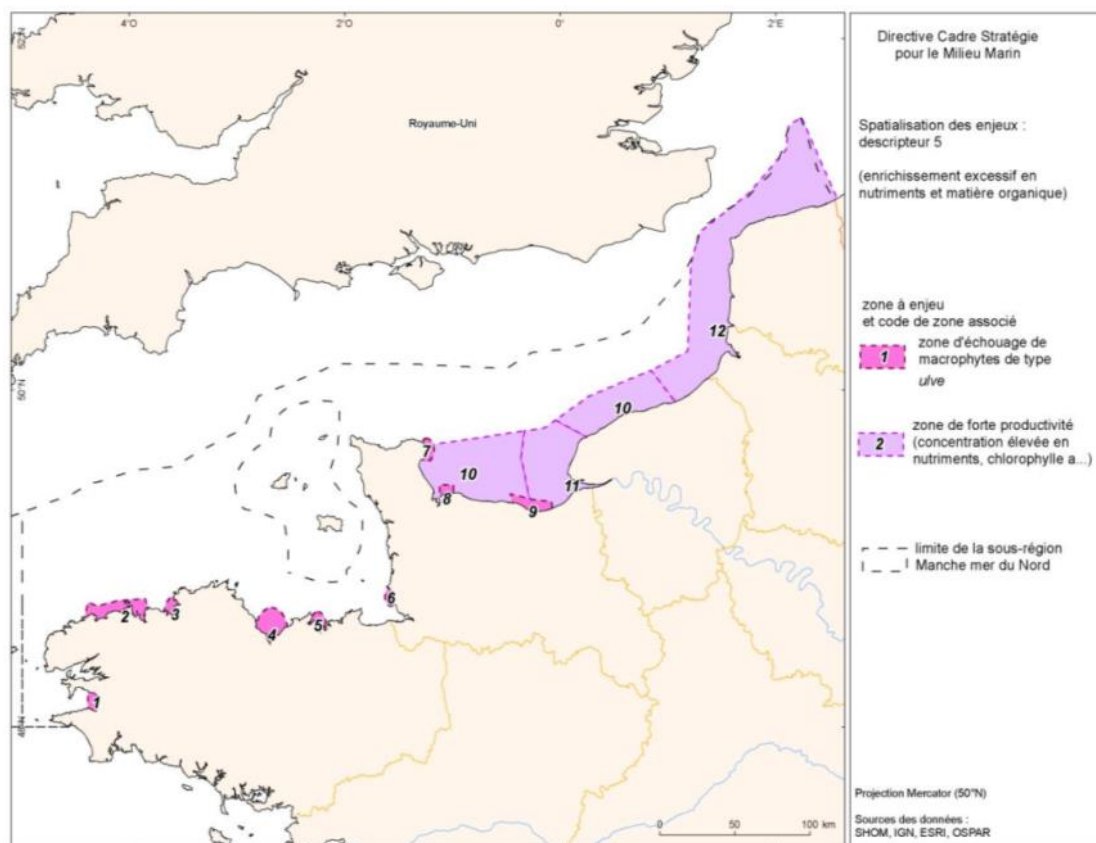 4°O
2°O
0°
2°E
52°N
Royaume-Uni
50°N
48°N
12
10
7
10
8
9
11
6
2
3
4
5
1
0 50 100 km
Directive Cadre Stratégie
pour le Milieu Marin
Spatialisation des enjeux :
descripteur 5
(enrichissement excessif en
nutriments et matière organique)
zone à enjeu
et code de zone associé
1
zone d'échouage de
macrophytes de type
ulve
2
zone de forte productivité
(concentration élevée en
nutriments, chlorophylle a...)
limite de la sous-région
Manche mer du Nord
Projection Mercator (50°N)
Sources des données :
SHOM, IGN, ESRI, OSPAR